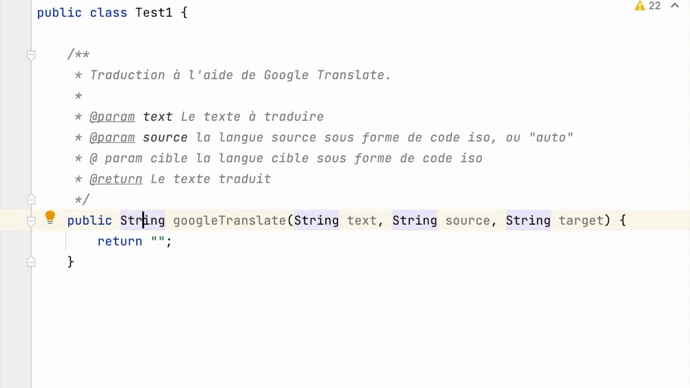 public class Test1 {
22
/**
* Traduction à l'aide de Google Translate.
*
* @param text Le texte à traduire
* @param source la langue source sous forme de code iso, ou "auto"
* @ param cible la langue cible sous forme de code iso
* @return Le texte traduit
*/
public String googleTranslate(String text, String source, String target) {
return "";
}